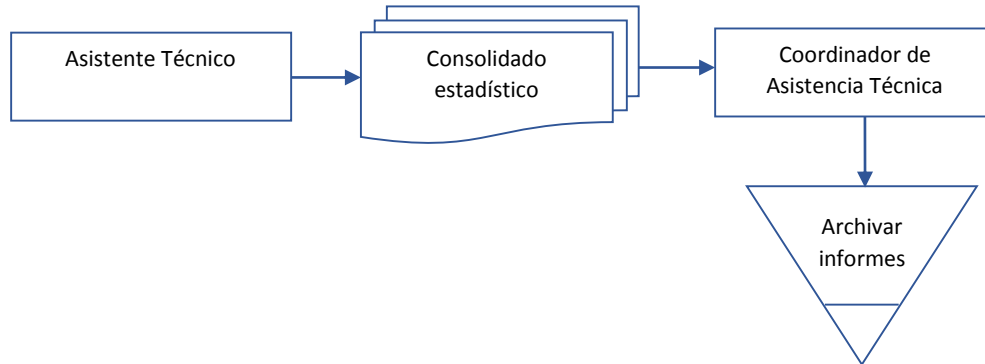 Asistente Técnico
Consolidado
estadístico
Coordinador de
Asistencia Técnica
Archivar
informes